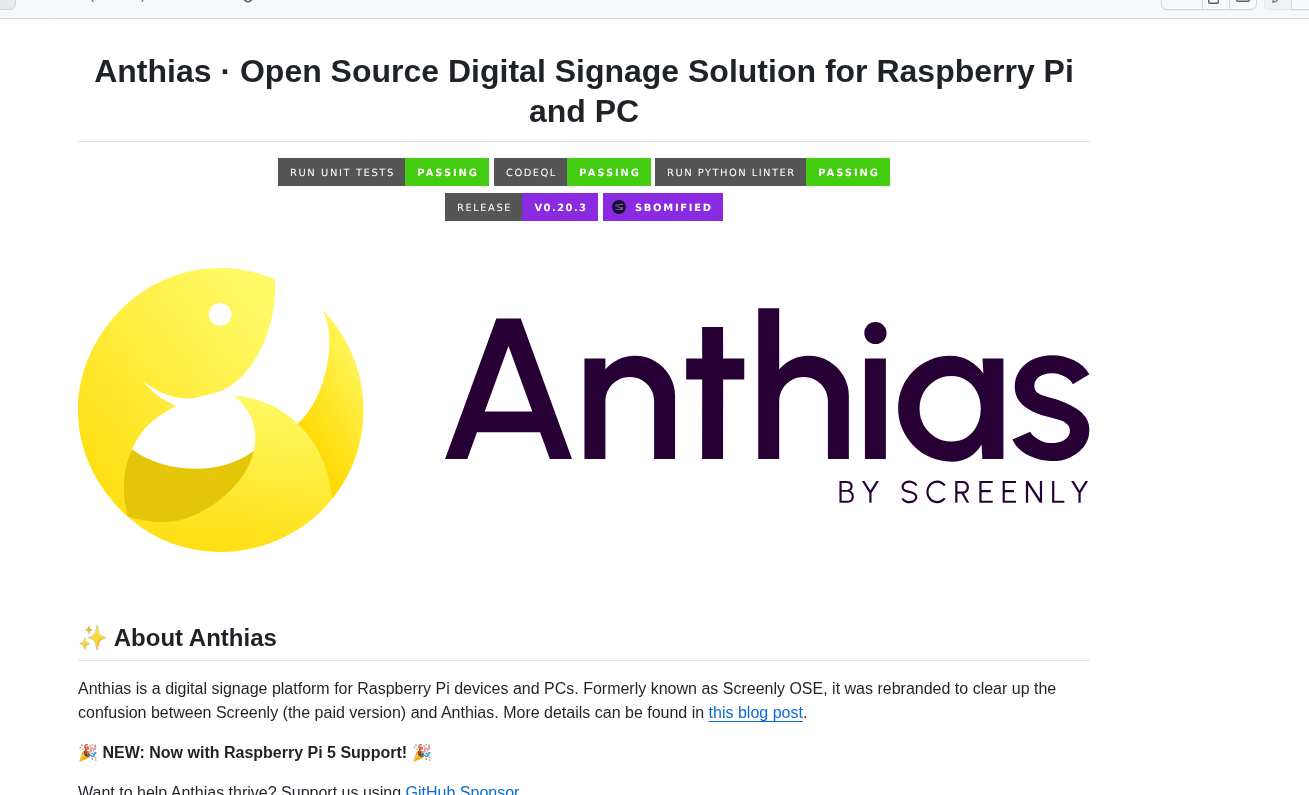 Anthias · Open Source Digital Signage Solution for Raspberry Pi
and PC
RUN UNIT TESTS PASSING CODEQL PASSING RUN PYTHON LINTER PASSING
RELEASE V0.20.3 SBOMIFIED
Anthias
BY SCREENLY
✨ About Anthias
Anthias is a digital signage platform for Raspberry Pi devices and PCs. Formerly known as Screenly OSE, it was rebranded to clear up the
confusion between Screenly (the paid version) and Anthias. More details can be found in this blog post.
🎉 NEW: Now with Raspberry Pi 5 Support! 🎉
Want to help Anthias thrive? Support us using GitHub Sponsor